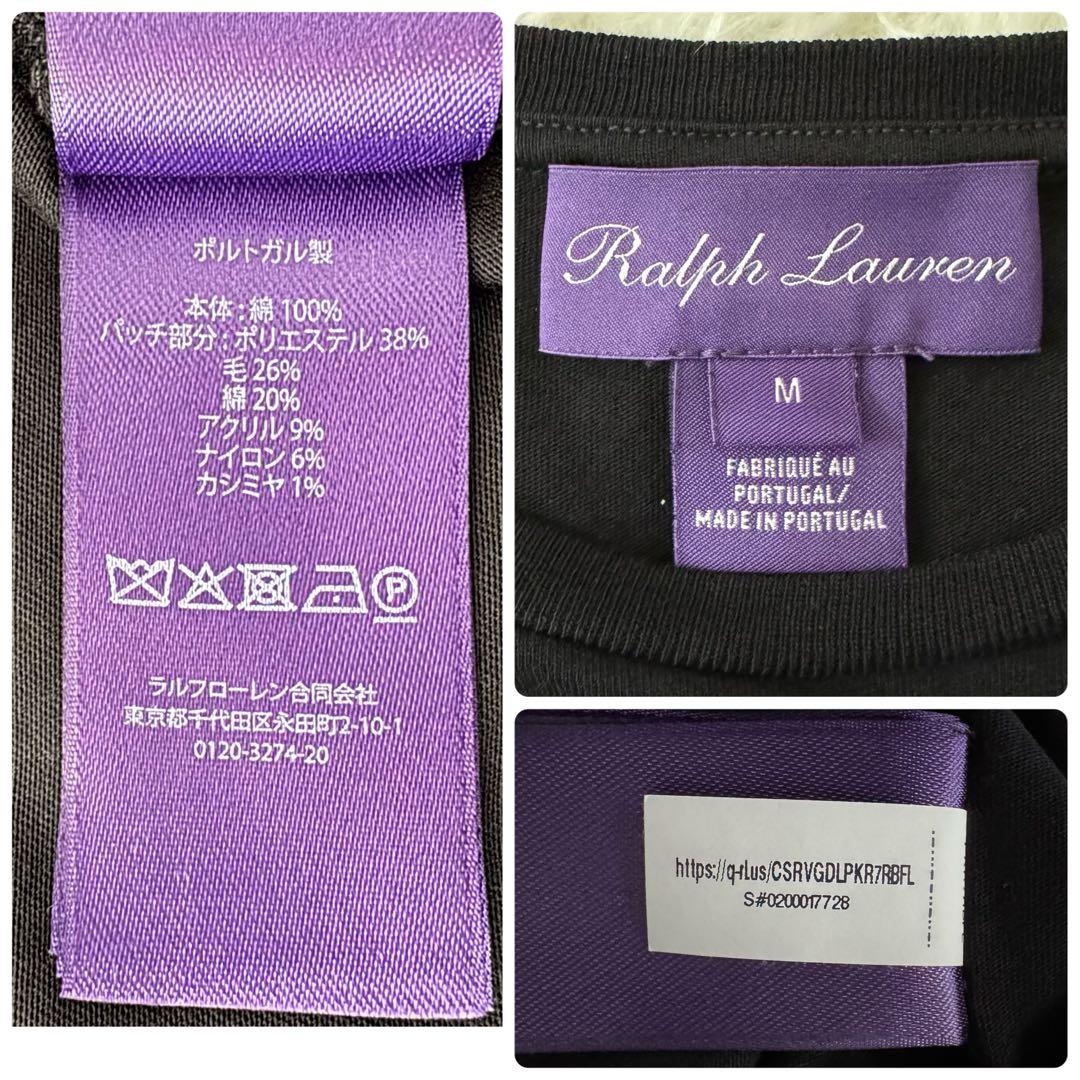 ポルトガル製
本体:綿 100%
パッチ部分:ポリエステル 38%
毛 26%
綿 20%
アクリル 9%
ナイロン 6%
カシミヤ 1%
P
ラルフローレン合同会社
東京都千代田区永田町2-10-1
0120-3274-20
Ralph Lauren
M
FABRIQUÉ AU
PORTUGAL/
MADE IN PORTUGAL
https://q-r.l.us/CSRVGDLPKR7RBFL
S#0200017728